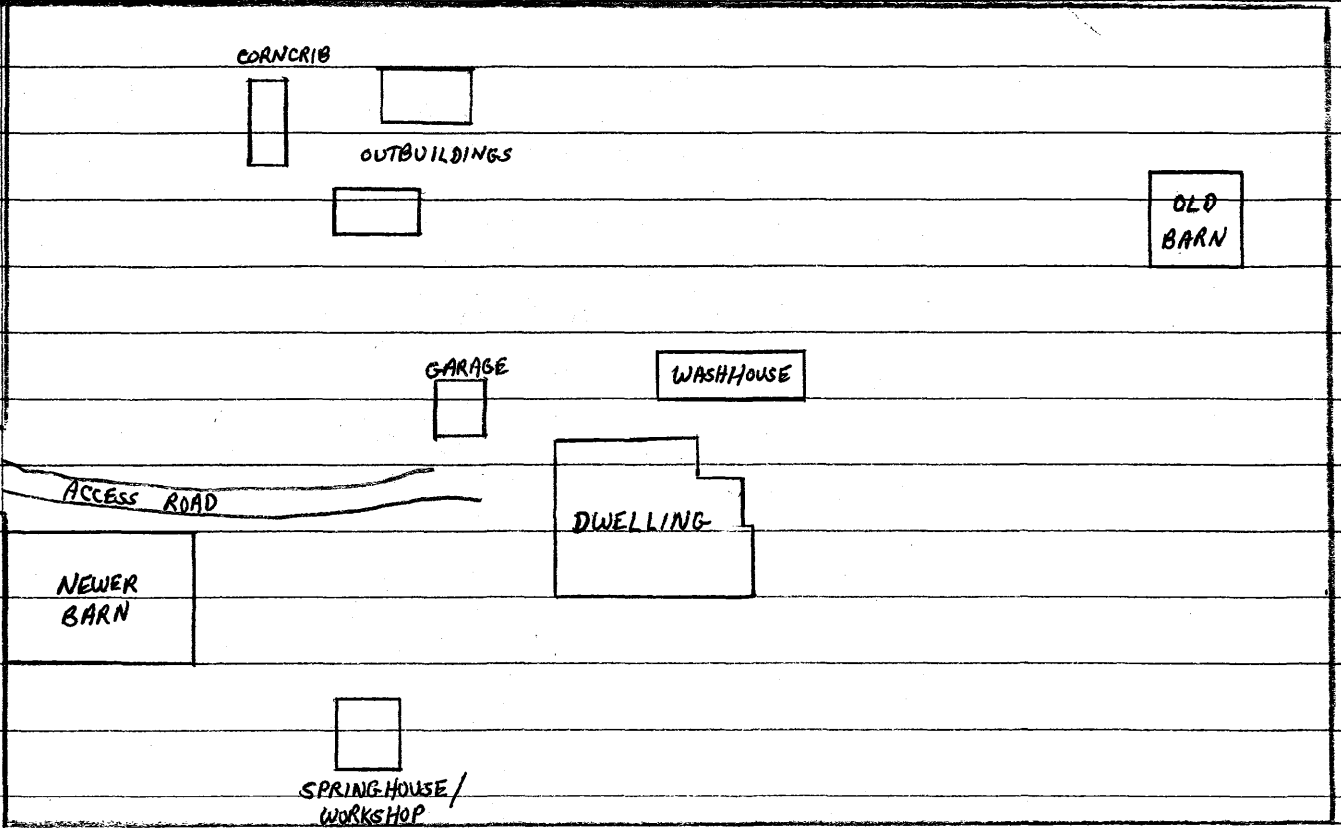 CORNCRIB
OUTBUILDINGS
OLD
BARN
GARAGE
WASHHOUSE
ACCESS ROAD
DWELLING
NEWER
BARN
SPRINGHOUSE/
WORKSHOP